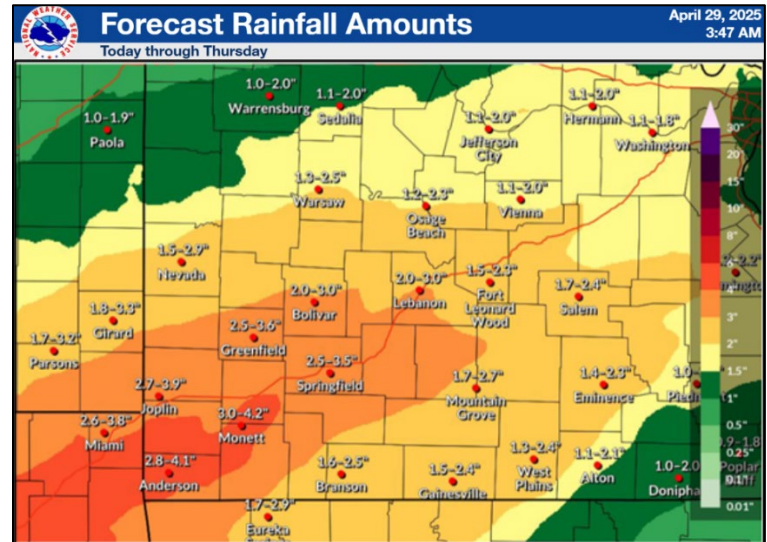 NATIONAL WEATHER SERVICE
Forecast Rainfall Amounts
Today through Thursday
April 29, 2025
3:47 AM
1.0-1.9"
Paola
1.0-2.0"
Warrensburg
1.1-2.0"
Sedalia
1.1-2.0"
Jefferson
City
1.1-2.0"
Hermann
1.1-1.8"
Washington
1.3-2.5"
Warsaw
1.2-2.3"
Osage
Beach
1.1-2.0"
Vienna
1.5-2.9"
Nevada
2.0-3.0"
Bolivar
2.0-3.0"
Lebanon
1.5-2.3"
Fort
Leonard
Wood
1.7-2.4"
Salem
1.8-3.3"
Girard
1.7-3.2"
Parsons
2.5-3.6"
Greenfield
2.5-3.5"
Springfield
2.7-3.9"
Joplin
1.7-2.7"
Mountain
Grove
1.4-2.3"
Eminence
1.0
2.6-3.8"
Miami
3.0-4.2"
Monett
2.8-4.1"
Anderson
1.6-2.5"
Branson
1.5-2.4"
Gainesville
1.3-2.4"
West
Plains
1.1-2.1"
Alton
1.0-2.0
Donipha
Poplar
1.7-2.9"
Eureka
30"
20"
15"
10"
8"
6"
4"
3"
2"
1.5"
1"
0.5"
0.25"
0.1"
0.01"